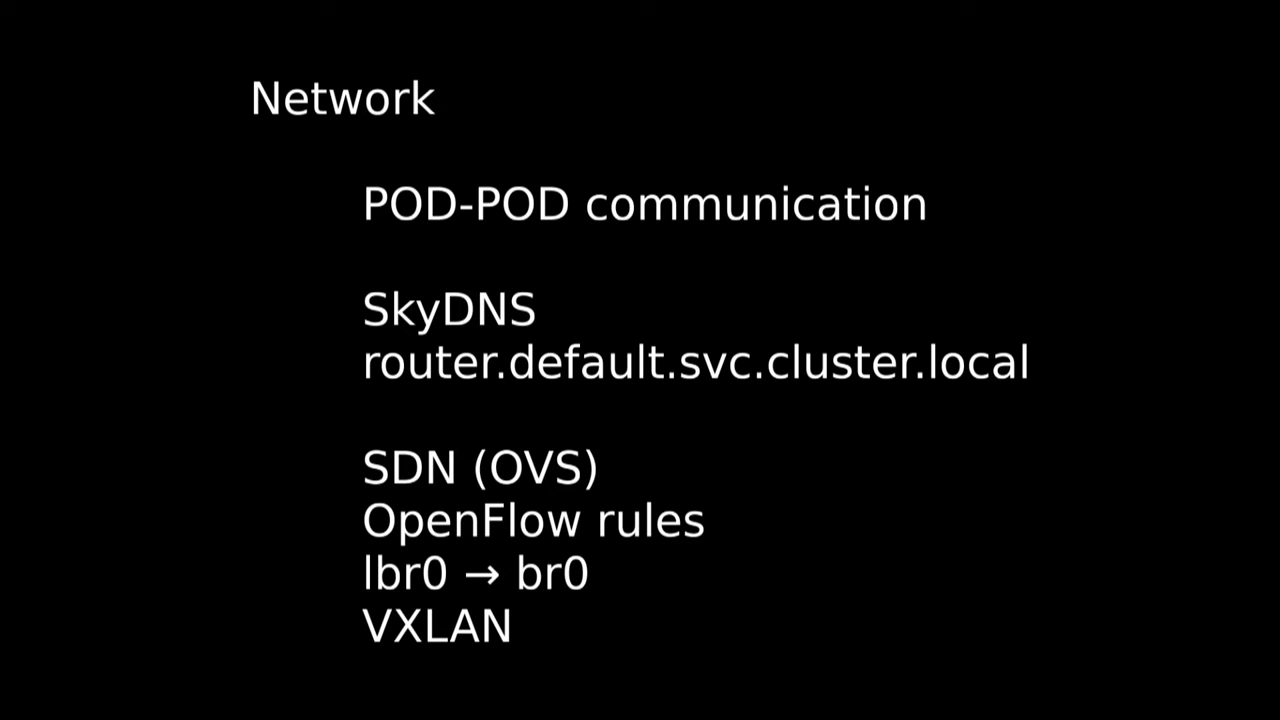 Network
POD-POD communication
SkyDNS
router.default.svc.cluster.local
SDN (OVS)
OpenFlow rules
lbr0 → br0
VXLAN